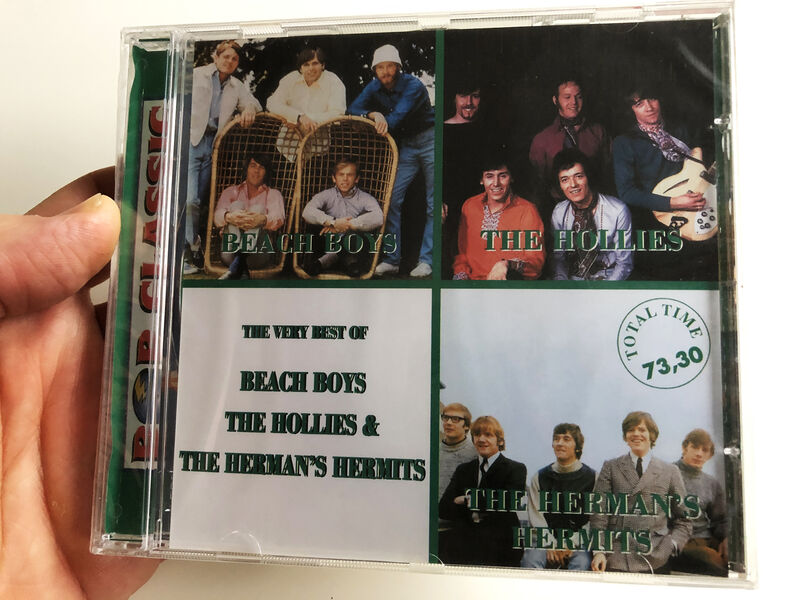 POP CLASSIC
BEACH BOYS
THE HOLLIES
THE VERY BEST OF
BEACH BOYS
THE HOLLIES &
THE HERMAN'S HERMITS
TOTAL TIME
73,30
THE HERMAN'S
HERMITS